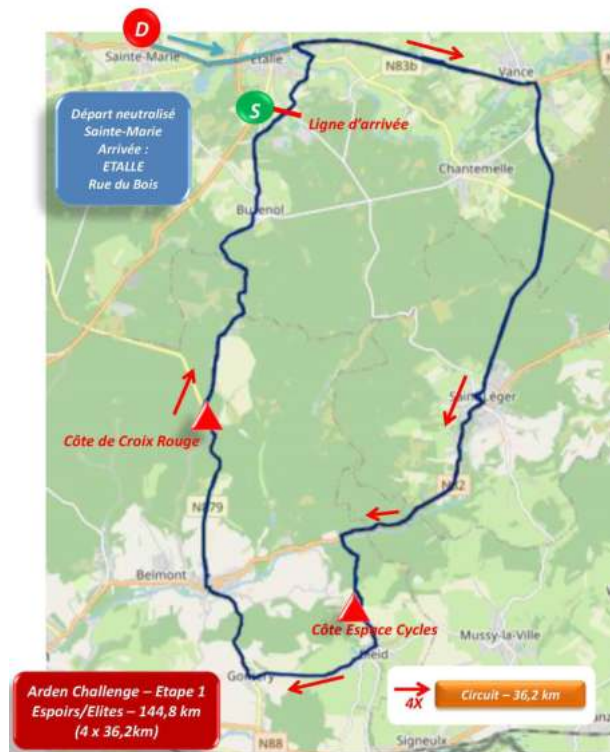 D
Sainte-Marie
Etalle
N83b
Vance
S
Ligne d'arrivée
Départ neutralisé
Sainte-Marie
Arrivée :
ETALLE
Rue du Bois
Chantemelle
Buzenol
Côte de Croix Rouge
N82
N879
Belmont
Côte Espace Cycles
Mussy-la-Ville
Arden Challenge – Etape 1
Espoirs/Elites – 144,8 km
(4 x 36,2km)
4X
Circuit – 36,2 km
N88
Signeulx